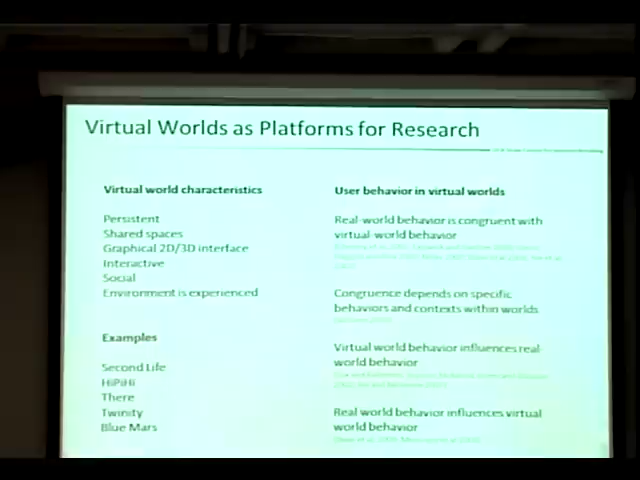 Virtual Worlds as Platforms for Research
Virtual world characteristics
Persistent
Shared spaces
Graphical 2D/3D interface
Interactive
Social
Environment is experienced
Examples
Second Life
HiPiHi
There
Twinity
Blue Mars
User behavior in virtual worlds
Real-world behavior is congruent with
virtual-world behavior
Congruence depends on specific
behaviors and contexts within worlds
Virtual world behavior influences real-
world behavior
Real world behavior influences virtual
world behavior